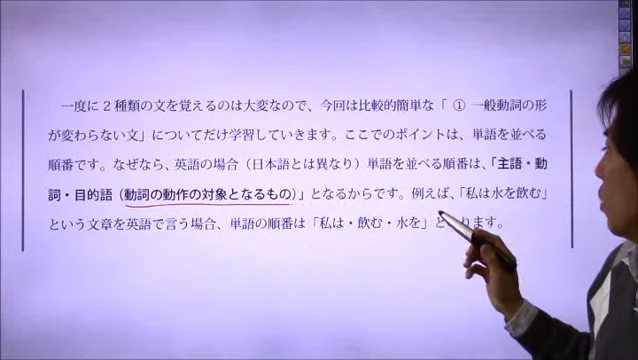 一度に2種類の文を覚えるのは大変なので、今回は比較的簡単な「 ① 一般動詞の形
が変わらない文」についてだけ学習していきます。ここでのポイントは、単語を並べる
順番です。なぜなら、英語の場合（日本語とは異なり）単語を並べる順番は、「主語・動
詞・目的語（動詞の動作の対象となるもの）」となるからです。例えば、「私は水を飲む」
という文章を英語で言う場合、単語の順番は「私は・飲む・水を」となります。